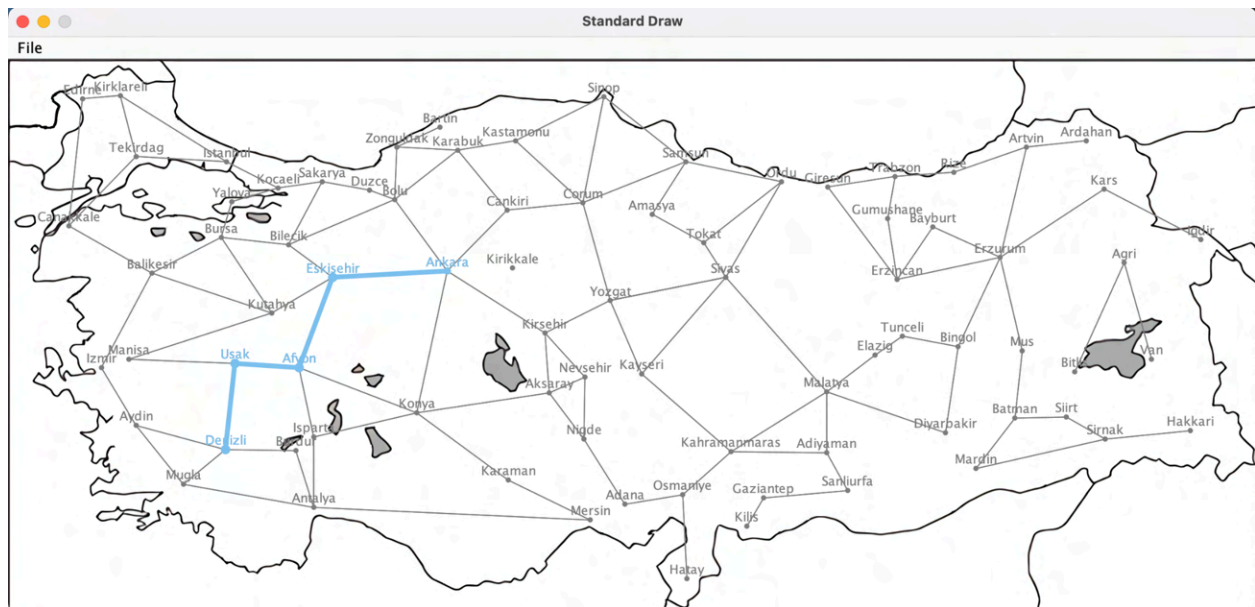 Standard Draw
File
Edirne
Kirklareli
Sinop
Bartin
Zonguldak
Karabuk
Kastamonu
Artvin
Ardahan
Tekirdag
Istanbul
Samsun
Ordu
Giresun
Trabzon
Rize
Kocaeli
Sakarya
Duzce
Bolu
Yalova
Corum
Kars
Cankiri
Amasya
Gumushane
Bayburt
Canakkale
Bursa
Bilecik
Tokat
Igdir
Balikesir
Eskisehir
Ankara
Kirikkale
Sivas
Erzincan
Erzurum
Agri
Kutahya
Yozgat
Kirsehir
Tunceli
Elazig
Bingol
Mus
Van
Izmir
Manisa
Usak
Afyon
Nevsehir
Kayseri
Bitlis
Aksaray
Malatya
Konya
Aydin
Batman
Siirt
Diyarbakir
Hakkari
Denizli
Burdur
Isparta
Nigde
Kahramanmaras
Adiyaman
Sirnak
Mugla
Karaman
Mardin
Antalya
Adana
Osmaniye
Gaziantep
Sanliurfa
Mersin
Kilis
Hatay